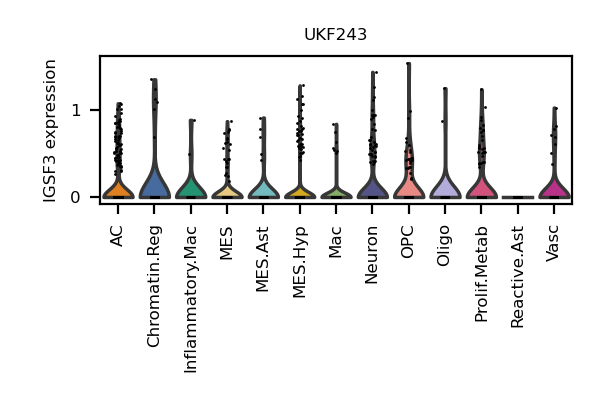 UKF243
IGSF3 expression
1
0
AC
Chromatin.Reg
Inflammatory.Mac
MES
MES.Ast
MES.Hyp
Mac
Neuron
OPC
Oligo
Prolif.Metab
Reactive.Ast
Vasc